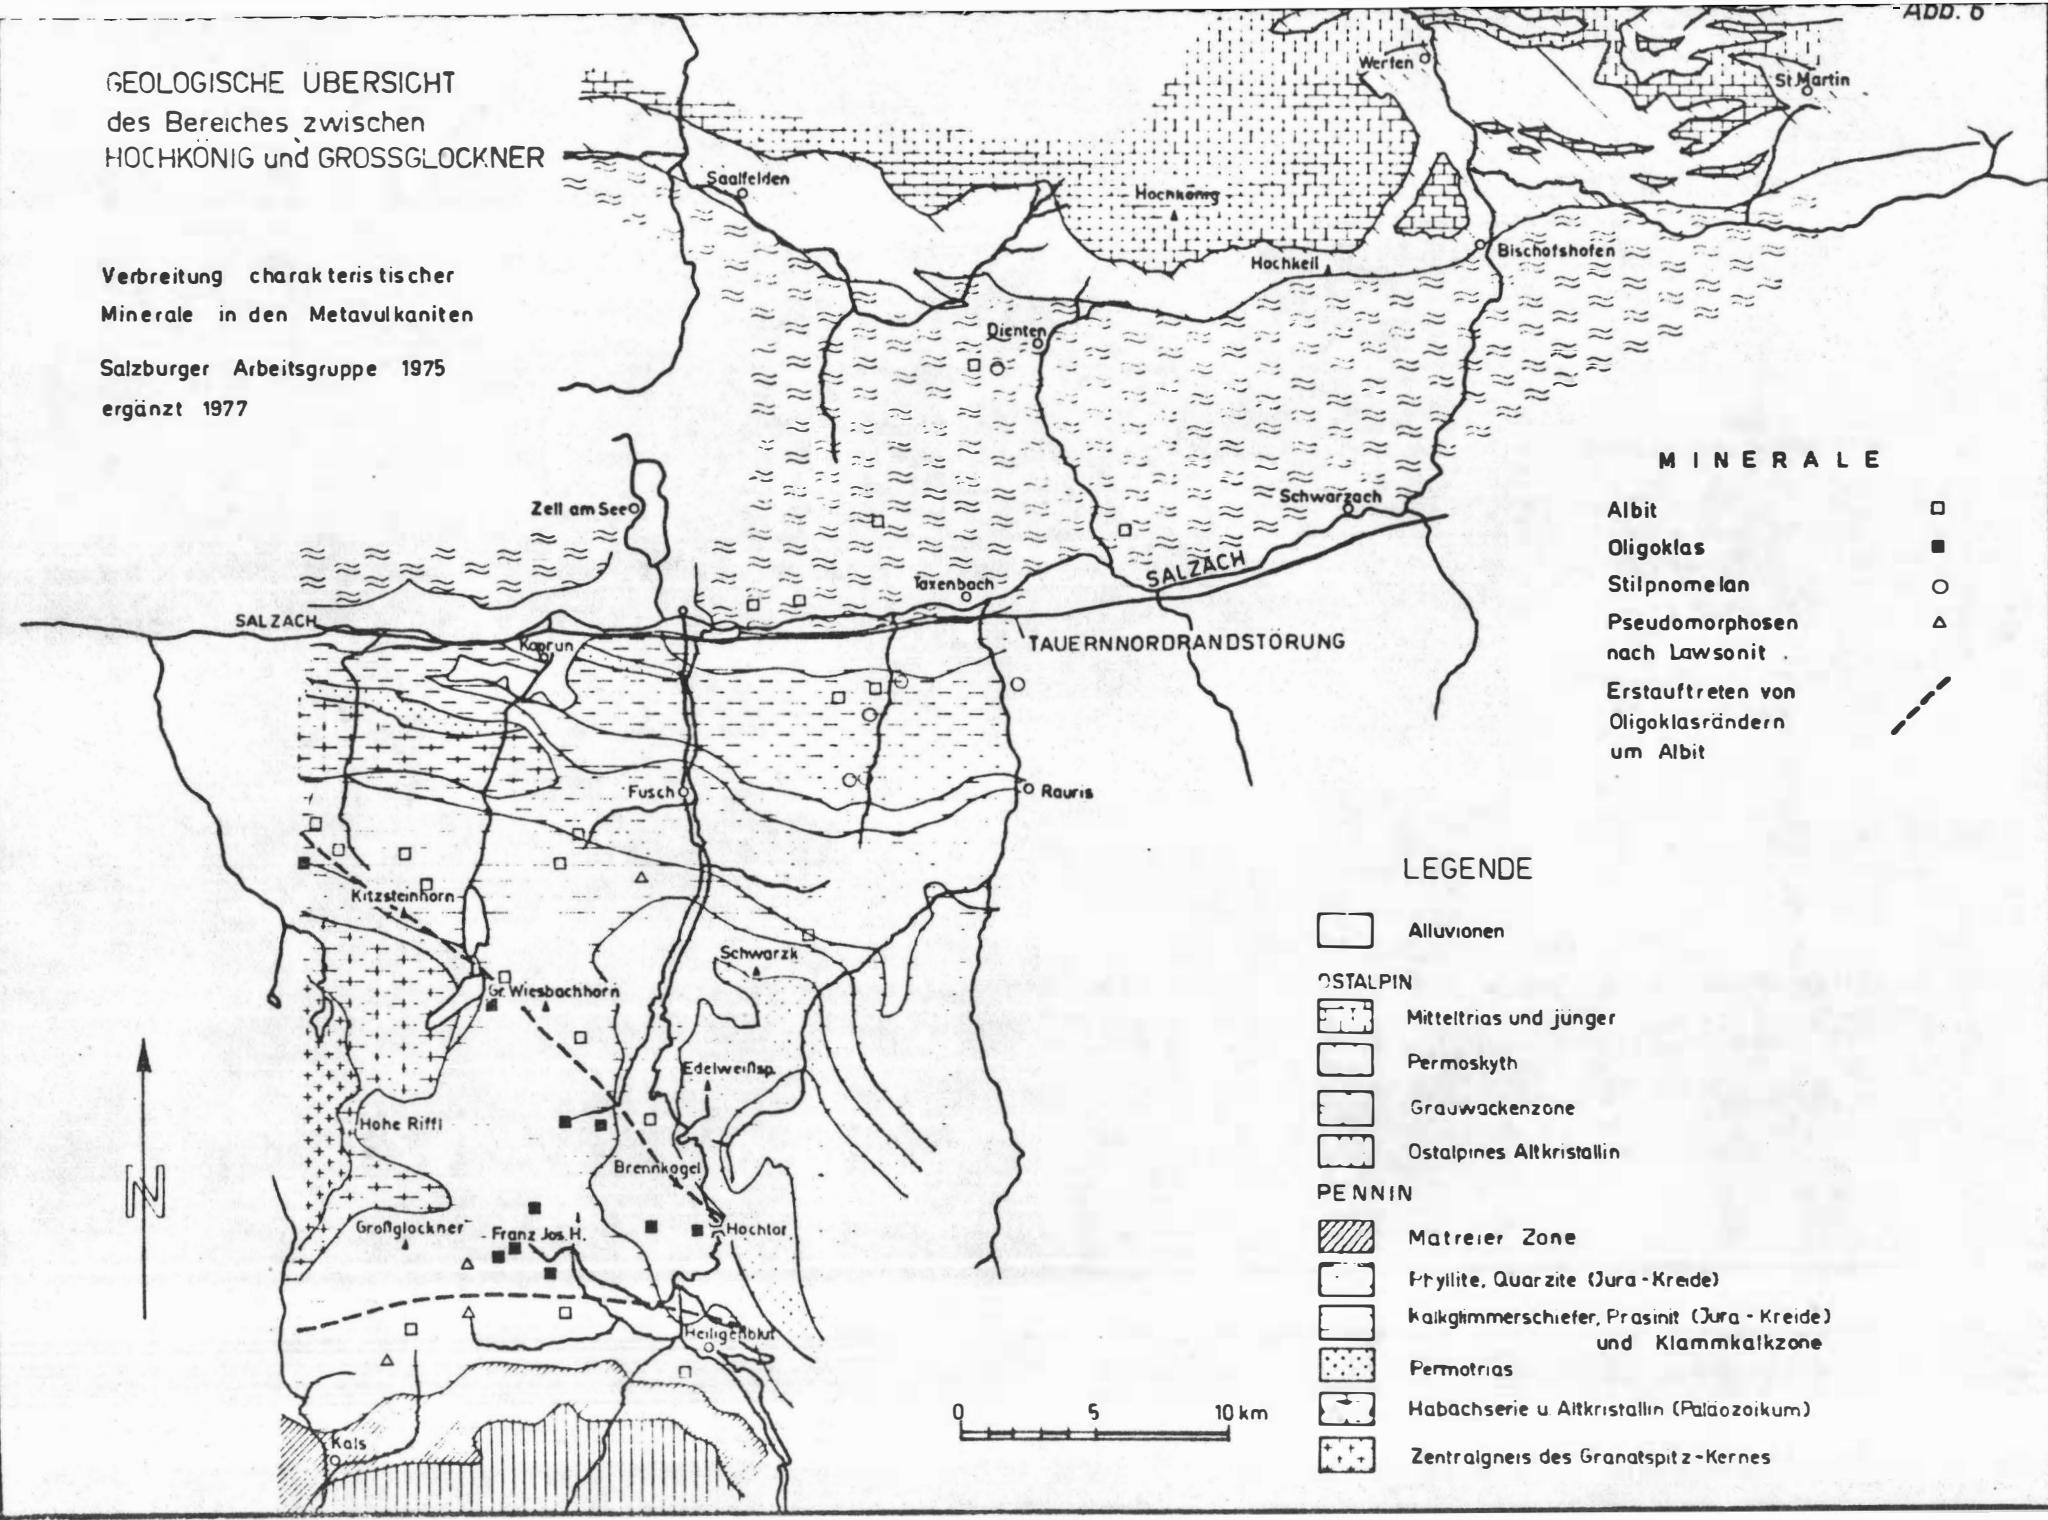 Abb. 6
GEOLOGISCHE ÜBERSICHT
des Bereiches zwischen
HOCHKÖNIG und GROSSGLOCKNER
Verbreitung charakteristischer
Minerale in den Metavulkaniten
Salzburger Arbeitsgruppe 1975
ergänzt 1977
Werfen
St. Martin
Saalfelden
Hochkönig
Hochkeil
Bischofshofen
Dienten
Zell am See
Schwarzach
Taxenbach
SALZACH
SALZACH
TAUERNNORDRANDSTÖRUNG
Kaprun
Fusch
Rauris
Kitzsteinhorn
Schwarzk.
Gr. Wiesbachhorn
Edelweißsp.
Hohe Riffl
Brennkogel
Großglockner
Franz Jos. H.
Hochtor
Heiligenblut
Kals
N
0 5 10 km
MINERALE
Albit
Oligoklas
Stilpnomelan
Pseudomorphosen
nach Lawsonit
Erstauftreten von
Oligoklasrändern
um Albit
LEGENDE
Alluvionen
OSTALPIN
Mitteltrias und jünger
Permoskyth
Grauwackenzone
Ostalpines Altkristallin
PENNIN
Matreier Zone
Phyllite, Quarzite (Jura - Kreide)
Kalkglimmerschiefer, Prasinit (Jura - Kreide)
und Klammkalkzone
Permotrias
Habachserie u. Altkristallin (Paläozoikum)
Zentralgneis des Granatspitz-Kernes